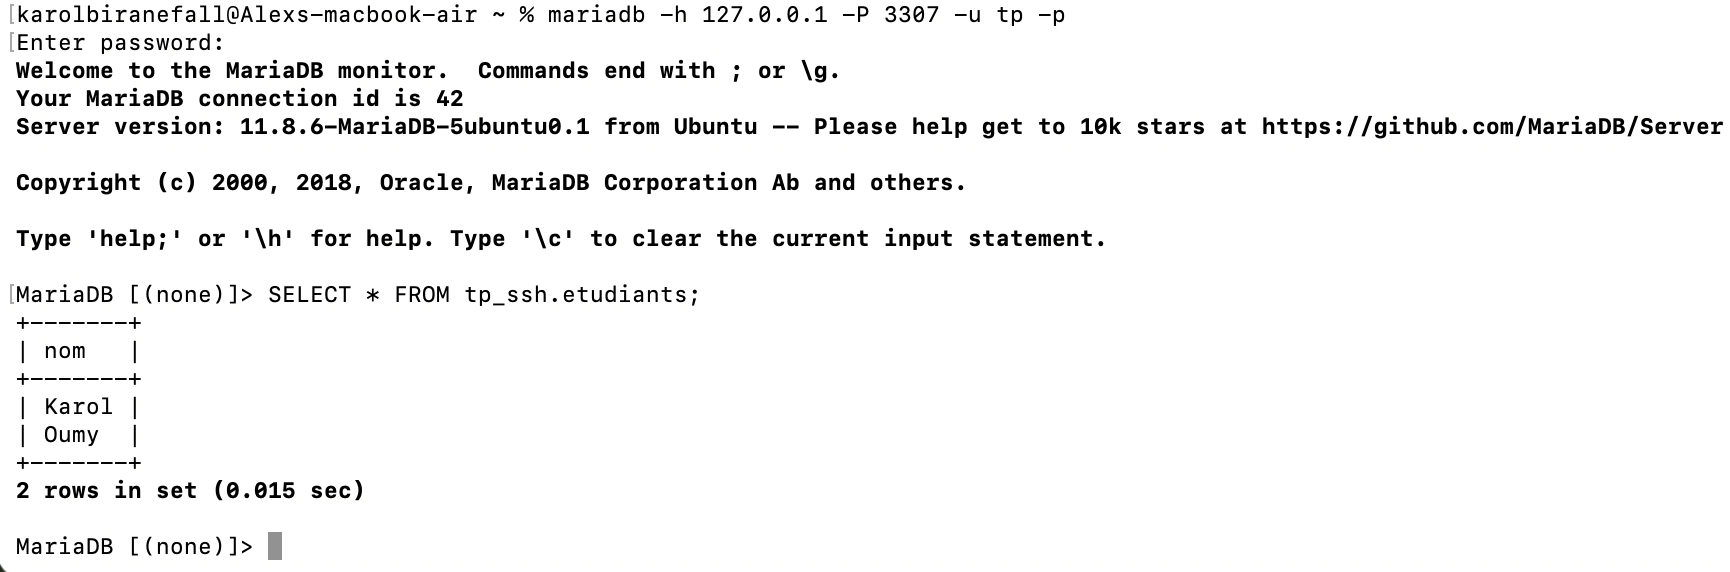 karolbiranefall@Alexs-macbook-air ~ % mariadb -h 127.0.0.1 -P 3307 -u tp -p
Enter password:
Welcome to the MariaDB monitor.  Commands end with ; or \g.
Your MariaDB connection id is 42
Server version: 11.8.6-MariaDB-5ubuntu0.1 from Ubuntu -- Please help get to 10k stars at https://github.com/MariaDB/Server
Copyright (c) 2000, 2018, Oracle, MariaDB Corporation Ab and others.
Type 'help;' or '\h' for help. Type '\c' to clear the current input statement.
MariaDB [(none)]> SELECT * FROM tp_ssh.etudiants;
+-------+
| nom   |
+-------+
| Karol |
| Oumy  |
+-------+
2 rows in set (0.015 sec)
MariaDB [(none)]>